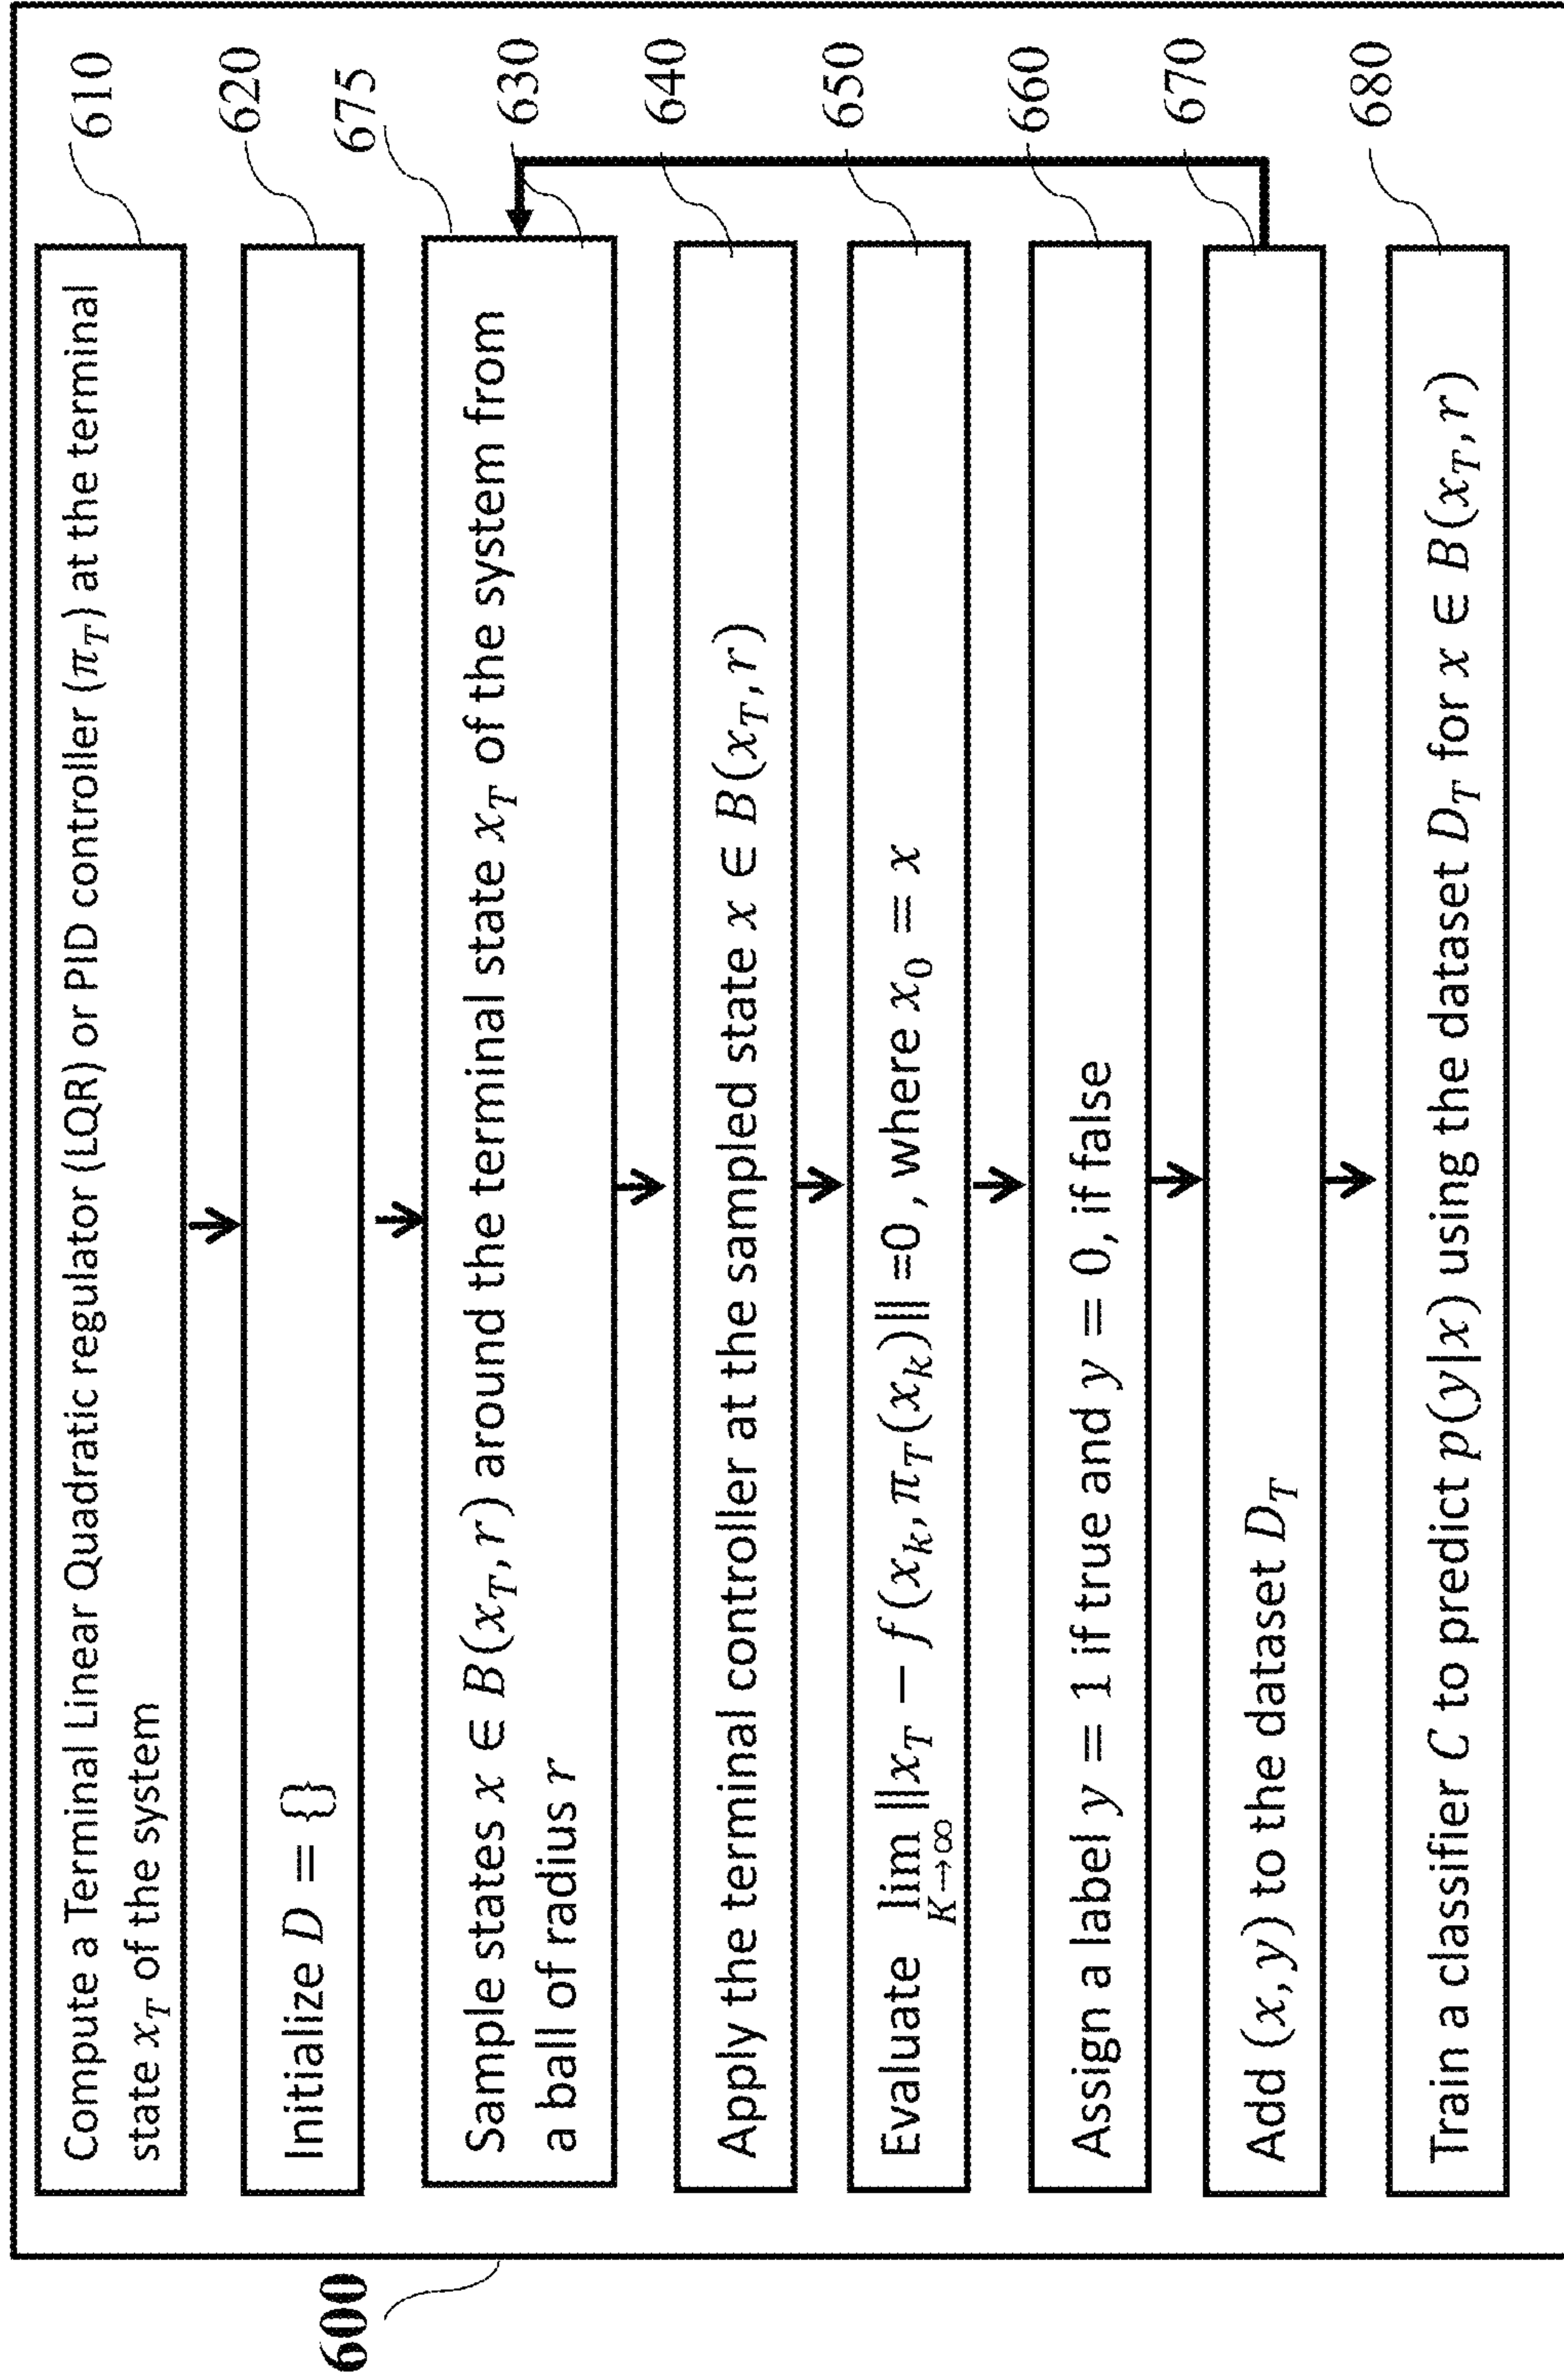 600
Compute a Terminal Linear Quadratic regulator (LQR) or PID controller (π_T) at the terminal
state x_T of the system
610
Initialize D = {}
620
675
Sample states x ∈ B(x_T, r) around the terminal state x_T of the system from
a ball of radius r
630
Apply the terminal controller at the sampled state x ∈ B(x_T, r)
640
Evaluate lim_{K→∞} ‖x_T − f(x_k, π_T(x_k)‖ =0 , where x_0 = x
650
Assign a label y = 1 if true and y = 0, if false
660
Add (x, y) to the dataset D_T
670
Train a classifier C to predict p(y|x) using the dataset D_T for x ∈ B(x_T, r)
680